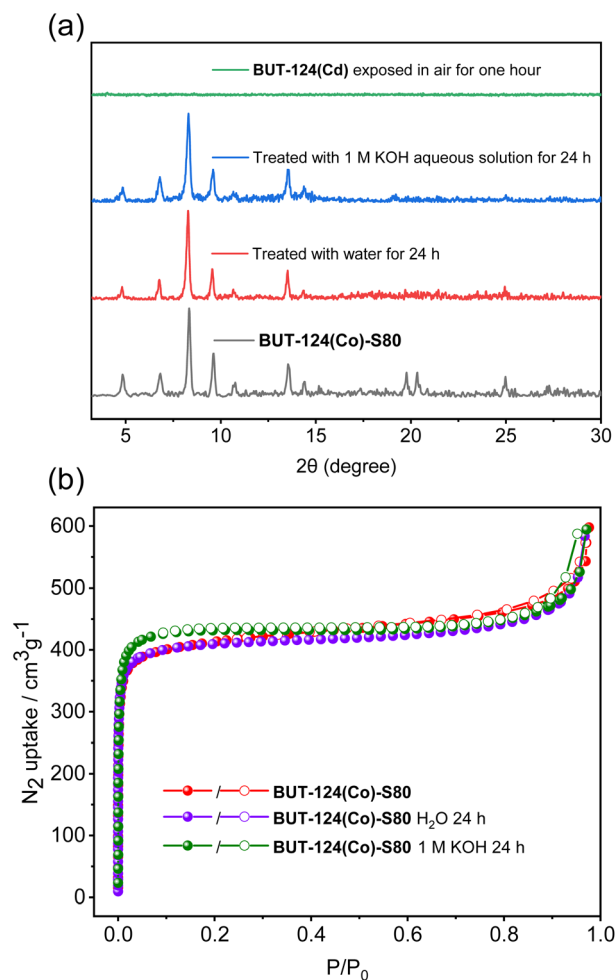 (a)
BUT-124(Cd) exposed in air for one hour
Treated with 1 M KOH aqueous solution for 24 h
Treated with water for 24 h
BUT-124(Co)-S80
5 10 15 20 25 30
2θ (degree)
(b)
600
500
400
300
200
100
0
N2 uptake / cm3g-1
/ BUT-124(Co)-S80
/ BUT-124(Co)-S80 H2O 24 h
/ BUT-124(Co)-S80 1 M KOH 24 h
0.0 0.2 0.4 0.6 0.8 1.0
P/P0